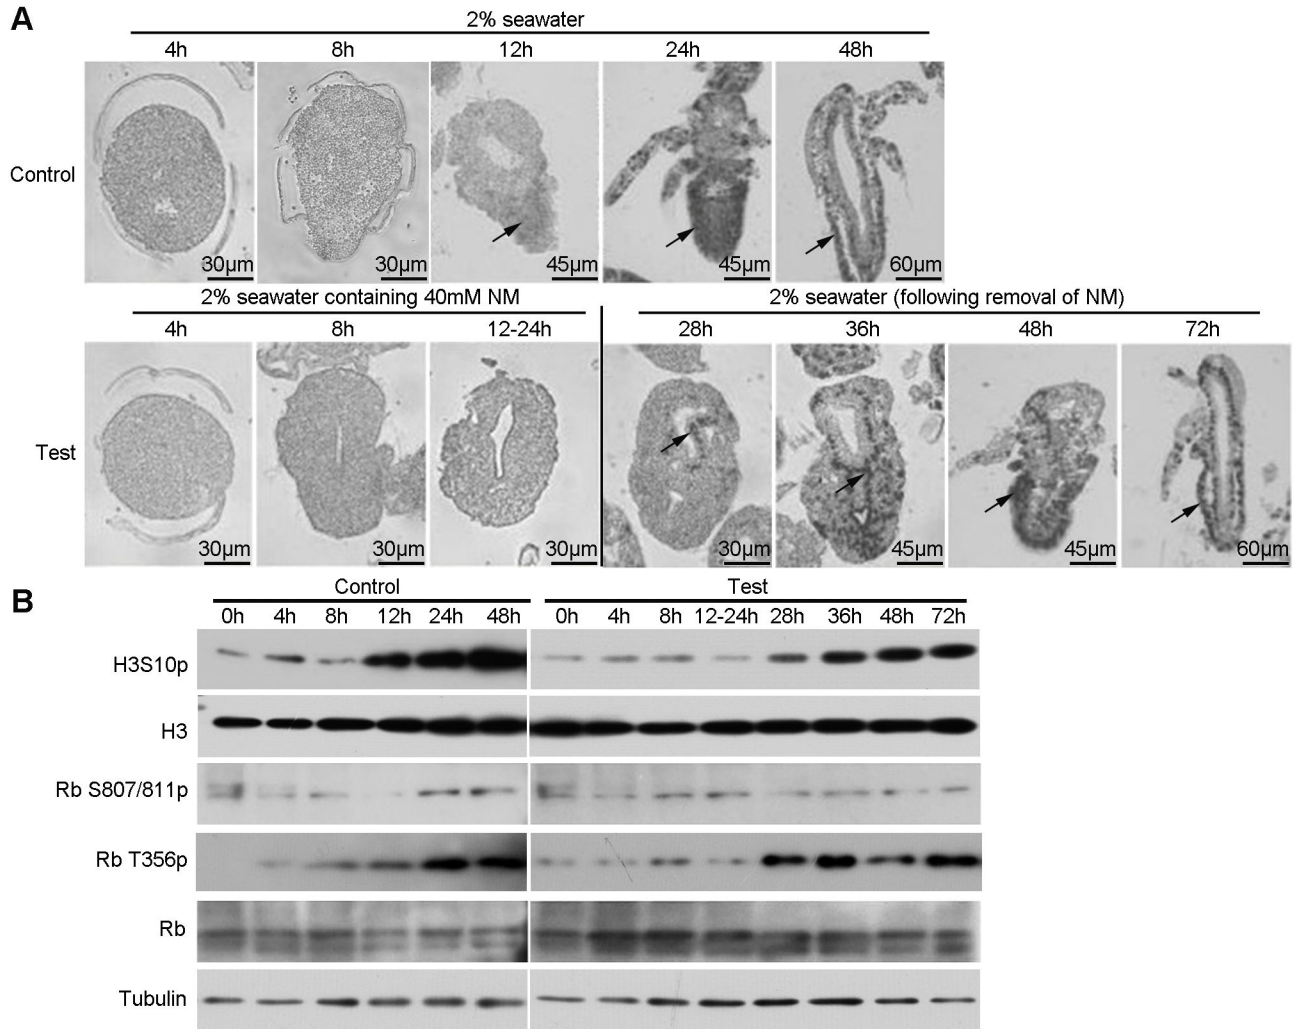 A
2% seawater
4h 8h 12h 24h 48h
Control
30µm 30µm 45µm 45µm 60µm
2% seawater containing 40mM NM 2% seawater (following removal of NM)
4h 8h 12-24h 28h 36h 48h 72h
Test
30µm 30µm 30µm 30µm 45µm 45µm 60µm
B
Control Test
0h 4h 8h 12h 24h 48h 0h 4h 8h 12-24h 28h 36h 48h 72h
H3S10p
H3
Rb S807/811p
Rb T356p
Rb
Tubulin